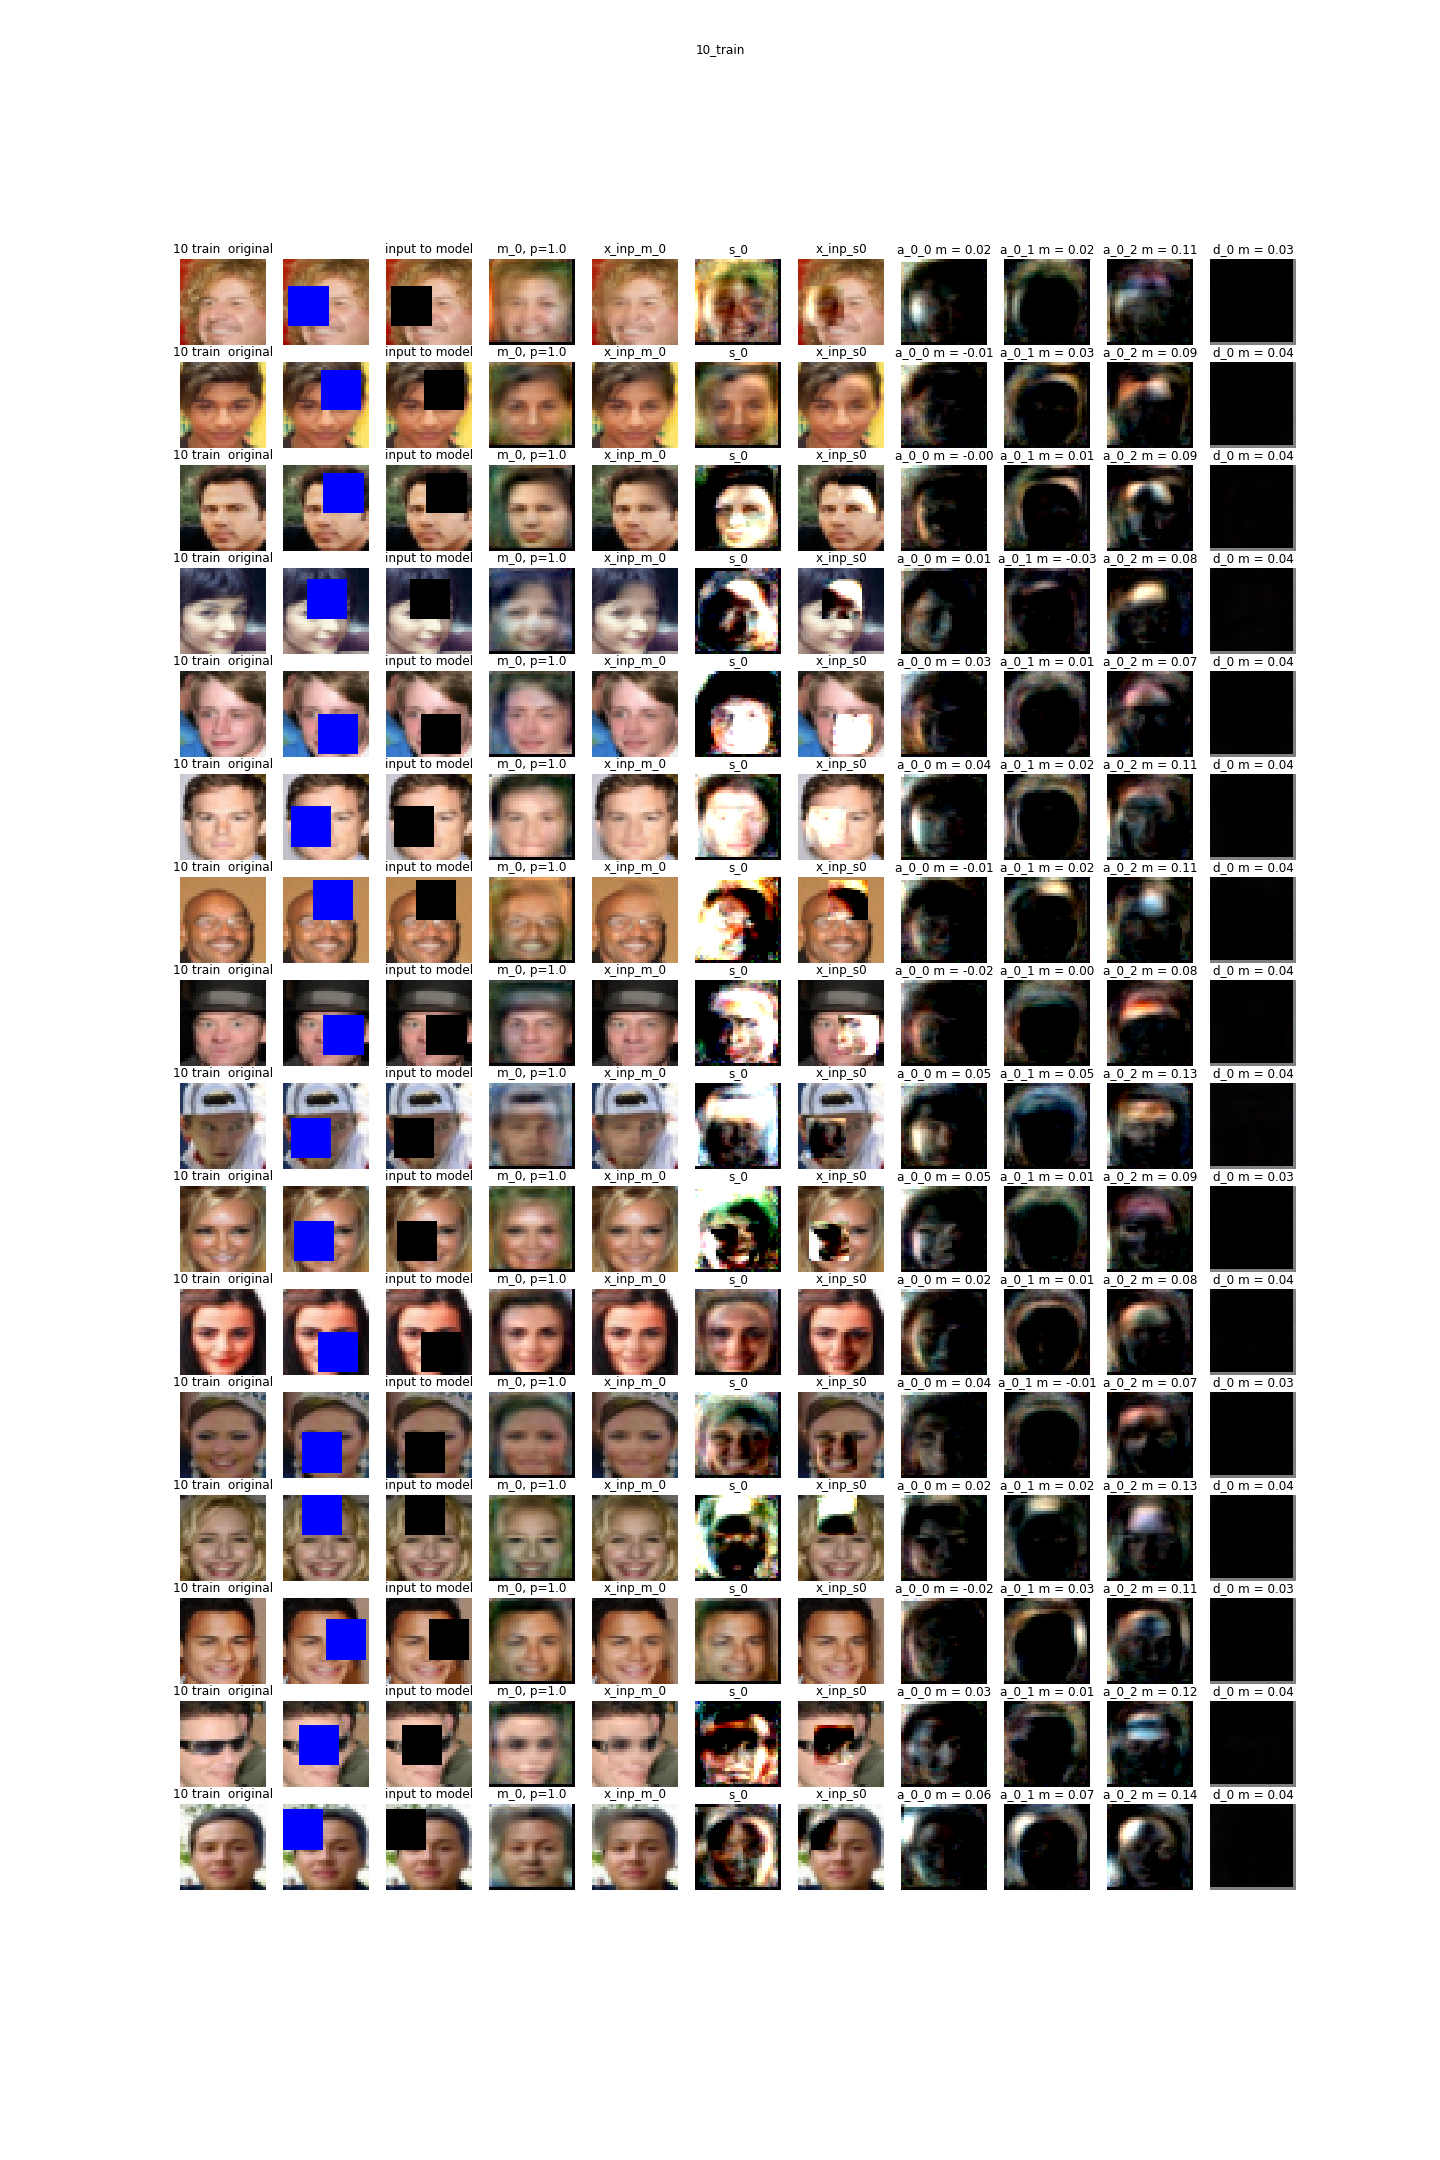 10_train
10 train  original input to model m_0, p=1.0 x_inp_m_0 s_0 x_inp_s0 a_0_0 m = 0.02 a_0_1 m = 0.02 a_0_2 m = 0.11 d_0 m = 0.03
10 train  original input to model m_0, p=1.0 x_inp_m_0 s_0 x_inp_s0 a_0_0 m = -0.01 a_0_1 m = 0.03 a_0_2 m = 0.09 d_0 m = 0.04
10 train  original input to model m_0, p=1.0 x_inp_m_0 s_0 x_inp_s0 a_0_0 m = -0.00 a_0_1 m = 0.01 a_0_2 m = 0.09 d_0 m = 0.04
10 train  original input to model m_0, p=1.0 x_inp_m_0 s_0 x_inp_s0 a_0_0 m = 0.01 a_0_1 m = -0.03 a_0_2 m = 0.08 d_0 m = 0.04
10 train  original input to model m_0, p=1.0 x_inp_m_0 s_0 x_inp_s0 a_0_0 m = 0.03 a_0_1 m = 0.01 a_0_2 m = 0.07 d_0 m = 0.04
10 train  original input to model m_0, p=1.0 x_inp_m_0 s_0 x_inp_s0 a_0_0 m = 0.04 a_0_1 m = 0.02 a_0_2 m = 0.11 d_0 m = 0.04
10 train  original input to model m_0, p=1.0 x_inp_m_0 s_0 x_inp_s0 a_0_0 m = -0.01 a_0_1 m = 0.02 a_0_2 m = 0.11 d_0 m = 0.04
10 train  original input to model m_0, p=1.0 x_inp_m_0 s_0 x_inp_s0 a_0_0 m = -0.02 a_0_1 m = 0.00 a_0_2 m = 0.08 d_0 m = 0.04
10 train  original input to model m_0, p=1.0 x_inp_m_0 s_0 x_inp_s0 a_0_0 m = 0.05 a_0_1 m = 0.05 a_0_2 m = 0.13 d_0 m = 0.04
10 train  original input to model m_0, p=1.0 x_inp_m_0 s_0 x_inp_s0 a_0_0 m = 0.05 a_0_1 m = 0.01 a_0_2 m = 0.09 d_0 m = 0.03
10 train  original input to model m_0, p=1.0 x_inp_m_0 s_0 x_inp_s0 a_0_0 m = 0.02 a_0_1 m = 0.01 a_0_2 m = 0.08 d_0 m = 0.04
10 train  original input to model m_0, p=1.0 x_inp_m_0 s_0 x_inp_s0 a_0_0 m = 0.04 a_0_1 m = -0.01 a_0_2 m = 0.07 d_0 m = 0.03
10 train  original input to model m_0, p=1.0 x_inp_m_0 s_0 x_inp_s0 a_0_0 m = 0.02 a_0_1 m = 0.02 a_0_2 m = 0.13 d_0 m = 0.04
10 train  original input to model m_0, p=1.0 x_inp_m_0 s_0 x_inp_s0 a_0_0 m = -0.02 a_0_1 m = 0.03 a_0_2 m = 0.11 d_0 m = 0.03
10 train  original input to model m_0, p=1.0 x_inp_m_0 s_0 x_inp_s0 a_0_0 m = 0.03 a_0_1 m = 0.01 a_0_2 m = 0.12 d_0 m = 0.04
10 train  original input to model m_0, p=1.0 x_inp_m_0 s_0 x_inp_s0 a_0_0 m = 0.06 a_0_1 m = 0.07 a_0_2 m = 0.14 d_0 m = 0.04